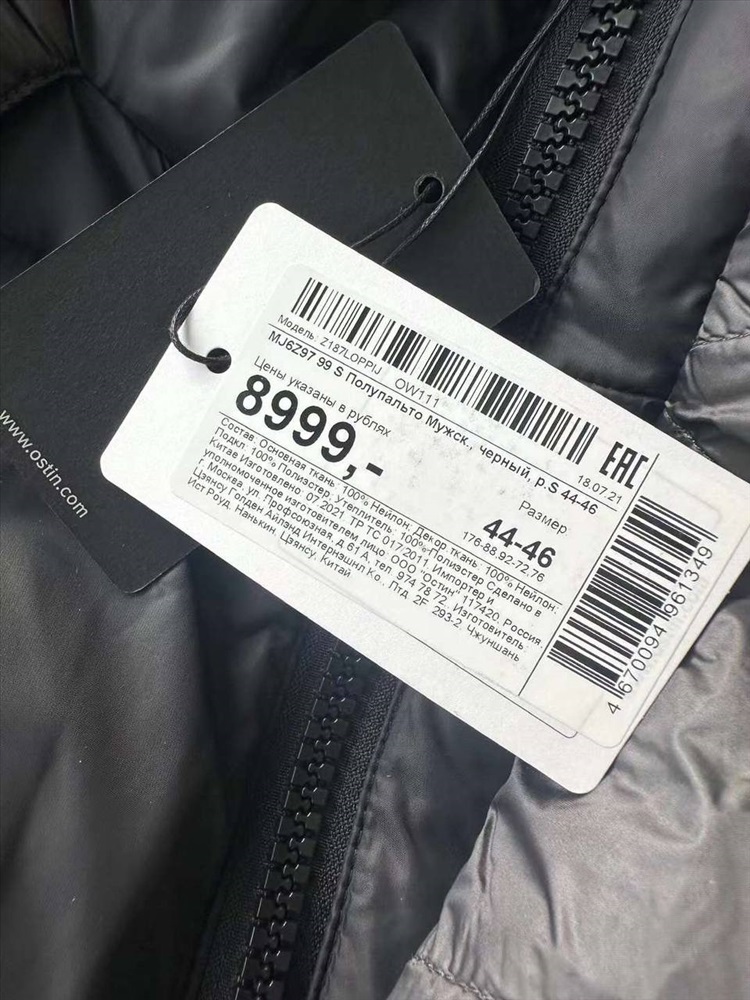 www.ostin.com
Модель: Z187LOPPIJ OW111
MJ6Z97 99 S Полупальто Мужск., черный, р.S 44-46
18.07.21
Цены указаны в рублях
8999,-
Размер
44-46
176-88.92-72.76
EAC
Состав: Основная ткань: 100% Нейлон; Декор ткань: 100% Нейлон;
Подкл: 100% Полиэстер; Утеплитель: 100% Полиэстер Сделано в
Китае Изготовлено: 01.2021 ТР ТС 017/2011. Импортер и
уполномоченное изготовителем лицо: ООО "Остин" 117420, Россия,
г. Москва, ул. Профсоюзная, д.61 А, тел. 974 78 72, Изготовитель:
Цзянсу Голден Айлэнд Интернэшнл Ко., Лтд. 2F, 293-2, Чжуншань
Ист Роуд, Нанькин, Цзянсу, Китай
4 670094 961349